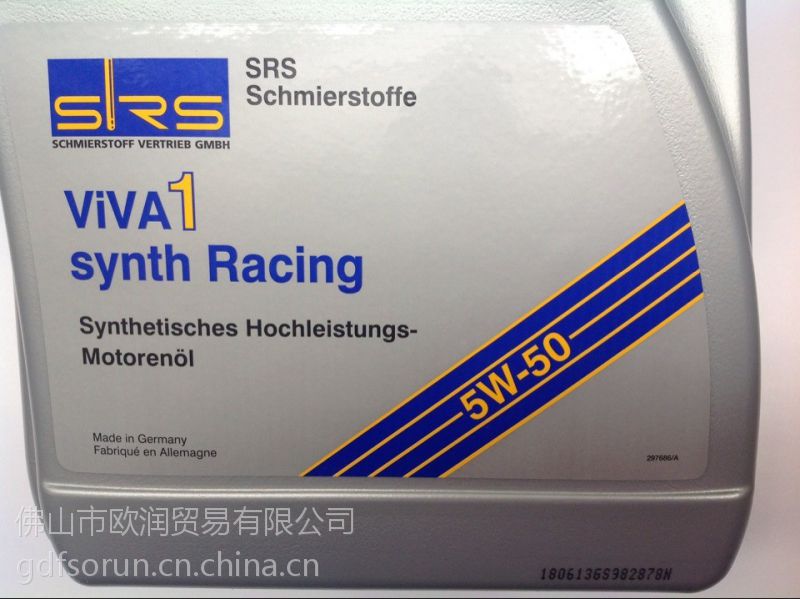 SRS
SCHMIERSTOFF VERTRIEB GMBH
SRS
Schmierstoffe
ViVA1
synth Racing
Synthetisches Hochleistungs-
Motorenöl
5W-50
Made in Germany
Fabriqué en Allemagne
297686/A
佛山市欧润贸易有限公司
gdfsorun.cn.china.cn
1806136S982878N